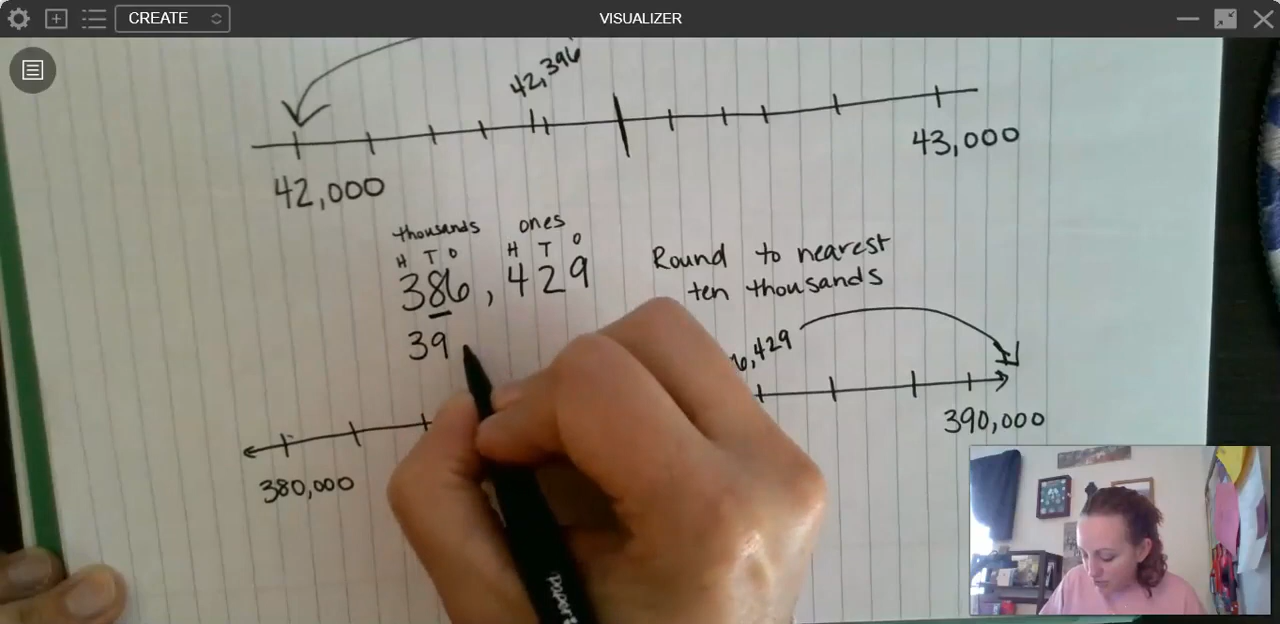 CREATE
VISUALIZER
42,396
42,000
43,000
thousands ones
H T O H T O
386,429
Round to nearest
ten thousands
39
6,429
380,000
390,000